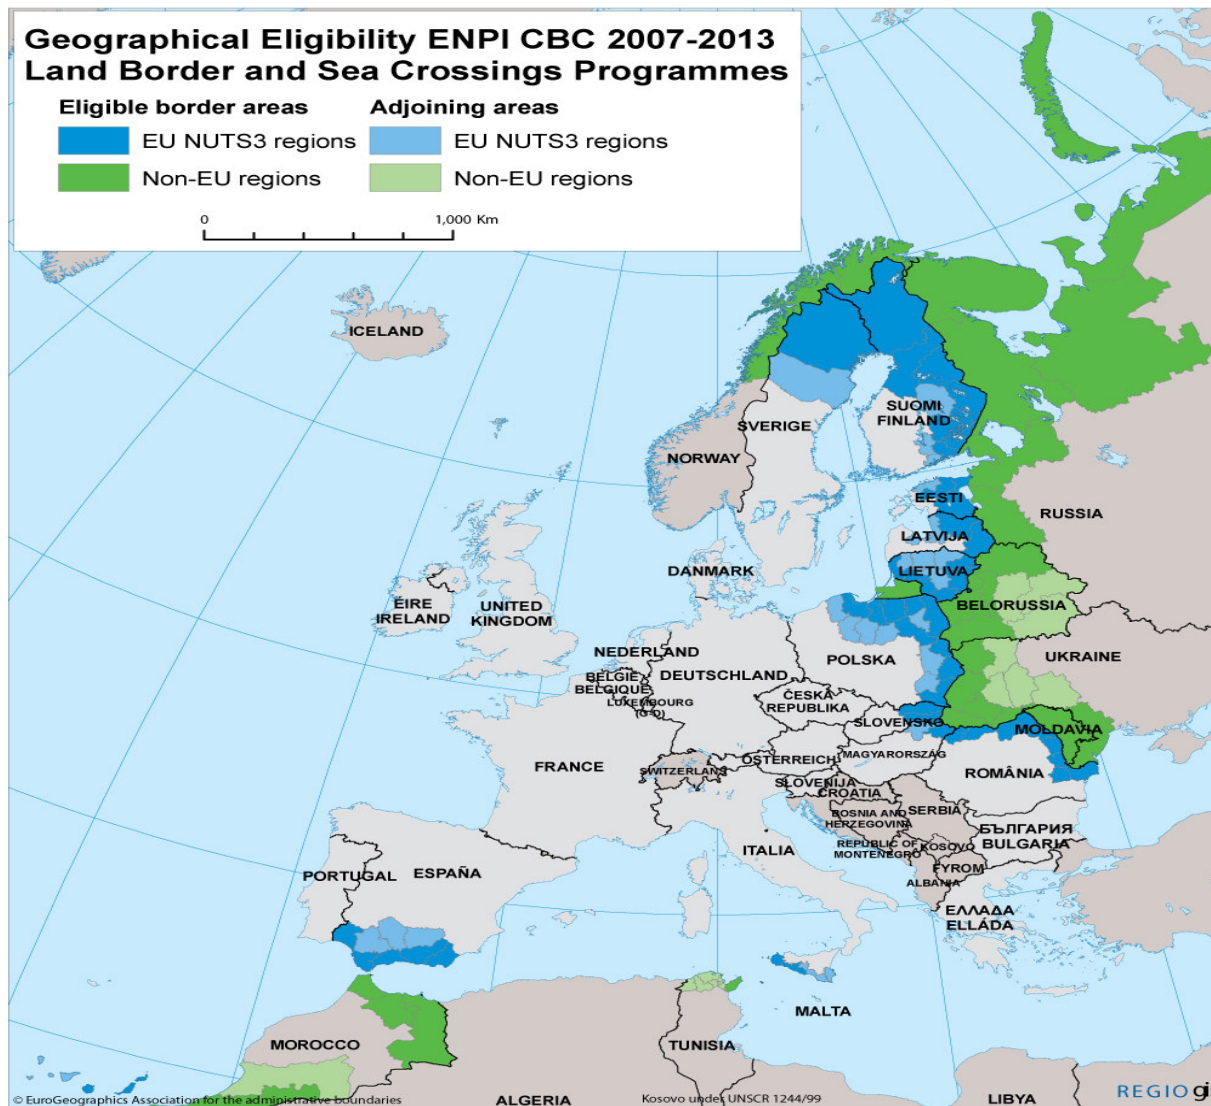 Geographical Eligibility ENPI CBC 2007-2013
Land Border and Sea Crossings Programmes
Eligible border areas
Adjoining areas
EU NUTS3 regions
EU NUTS3 regions
Non-EU regions
Non-EU regions
0
1,000 Km
ICELAND
SUOMI
FINLAND
SVERIGE
NORWAY
EESTI
RUSSIA
LATVIJA
DANMARK
LIETUVA
ÉIRE
IRELAND
UNITED
KINGDOM
BELORUSSIA
NEDERLAND
POLSKA
UKRAINE
DEUTSCHLAND
BELGIË
BELGIQUE
LUXEMBOURG
(G-D)
ČESKÁ
REPUBLIKA
SLOVENSKO
MOLDAVIA
ÖSTERREICH
MAGYARORSZÁG
FRANCE
SWITZERLAND
ROMÂNIA
SLOVENIJA
CROATIA
BOSNIA AND
HERZEGOVINA
SERBIA
БЪЛГАРИЯ
BULGARIA
ITALIA
REPUBLIC OF
MONTENEGRO
KOSOVO
FYROM
ALBANIA
PORTUGAL
ESPAÑA
ΕΛΛΑΔΑ
ELLÁDA
MALTA
MOROCCO
TUNISIA
ALGERIA
LIBYA
© EuroGeographics Association for the administrative boundaries
Kosovo under UNSCR 1244/99
REGIOgis